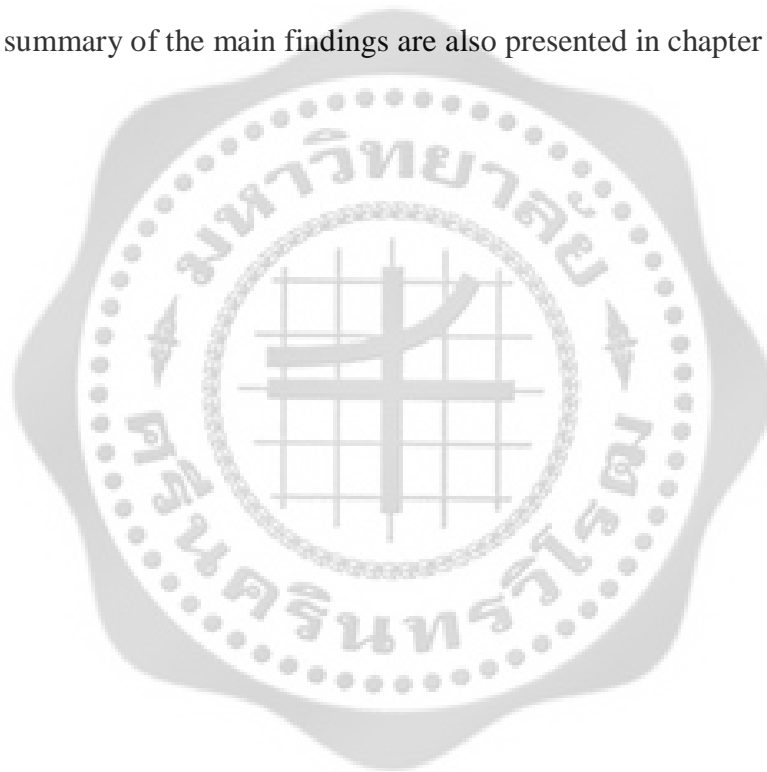 summary of the main findings are also presented in chapter
มหาวิทยาลัย
ศรีนครินทรวิโรฒ